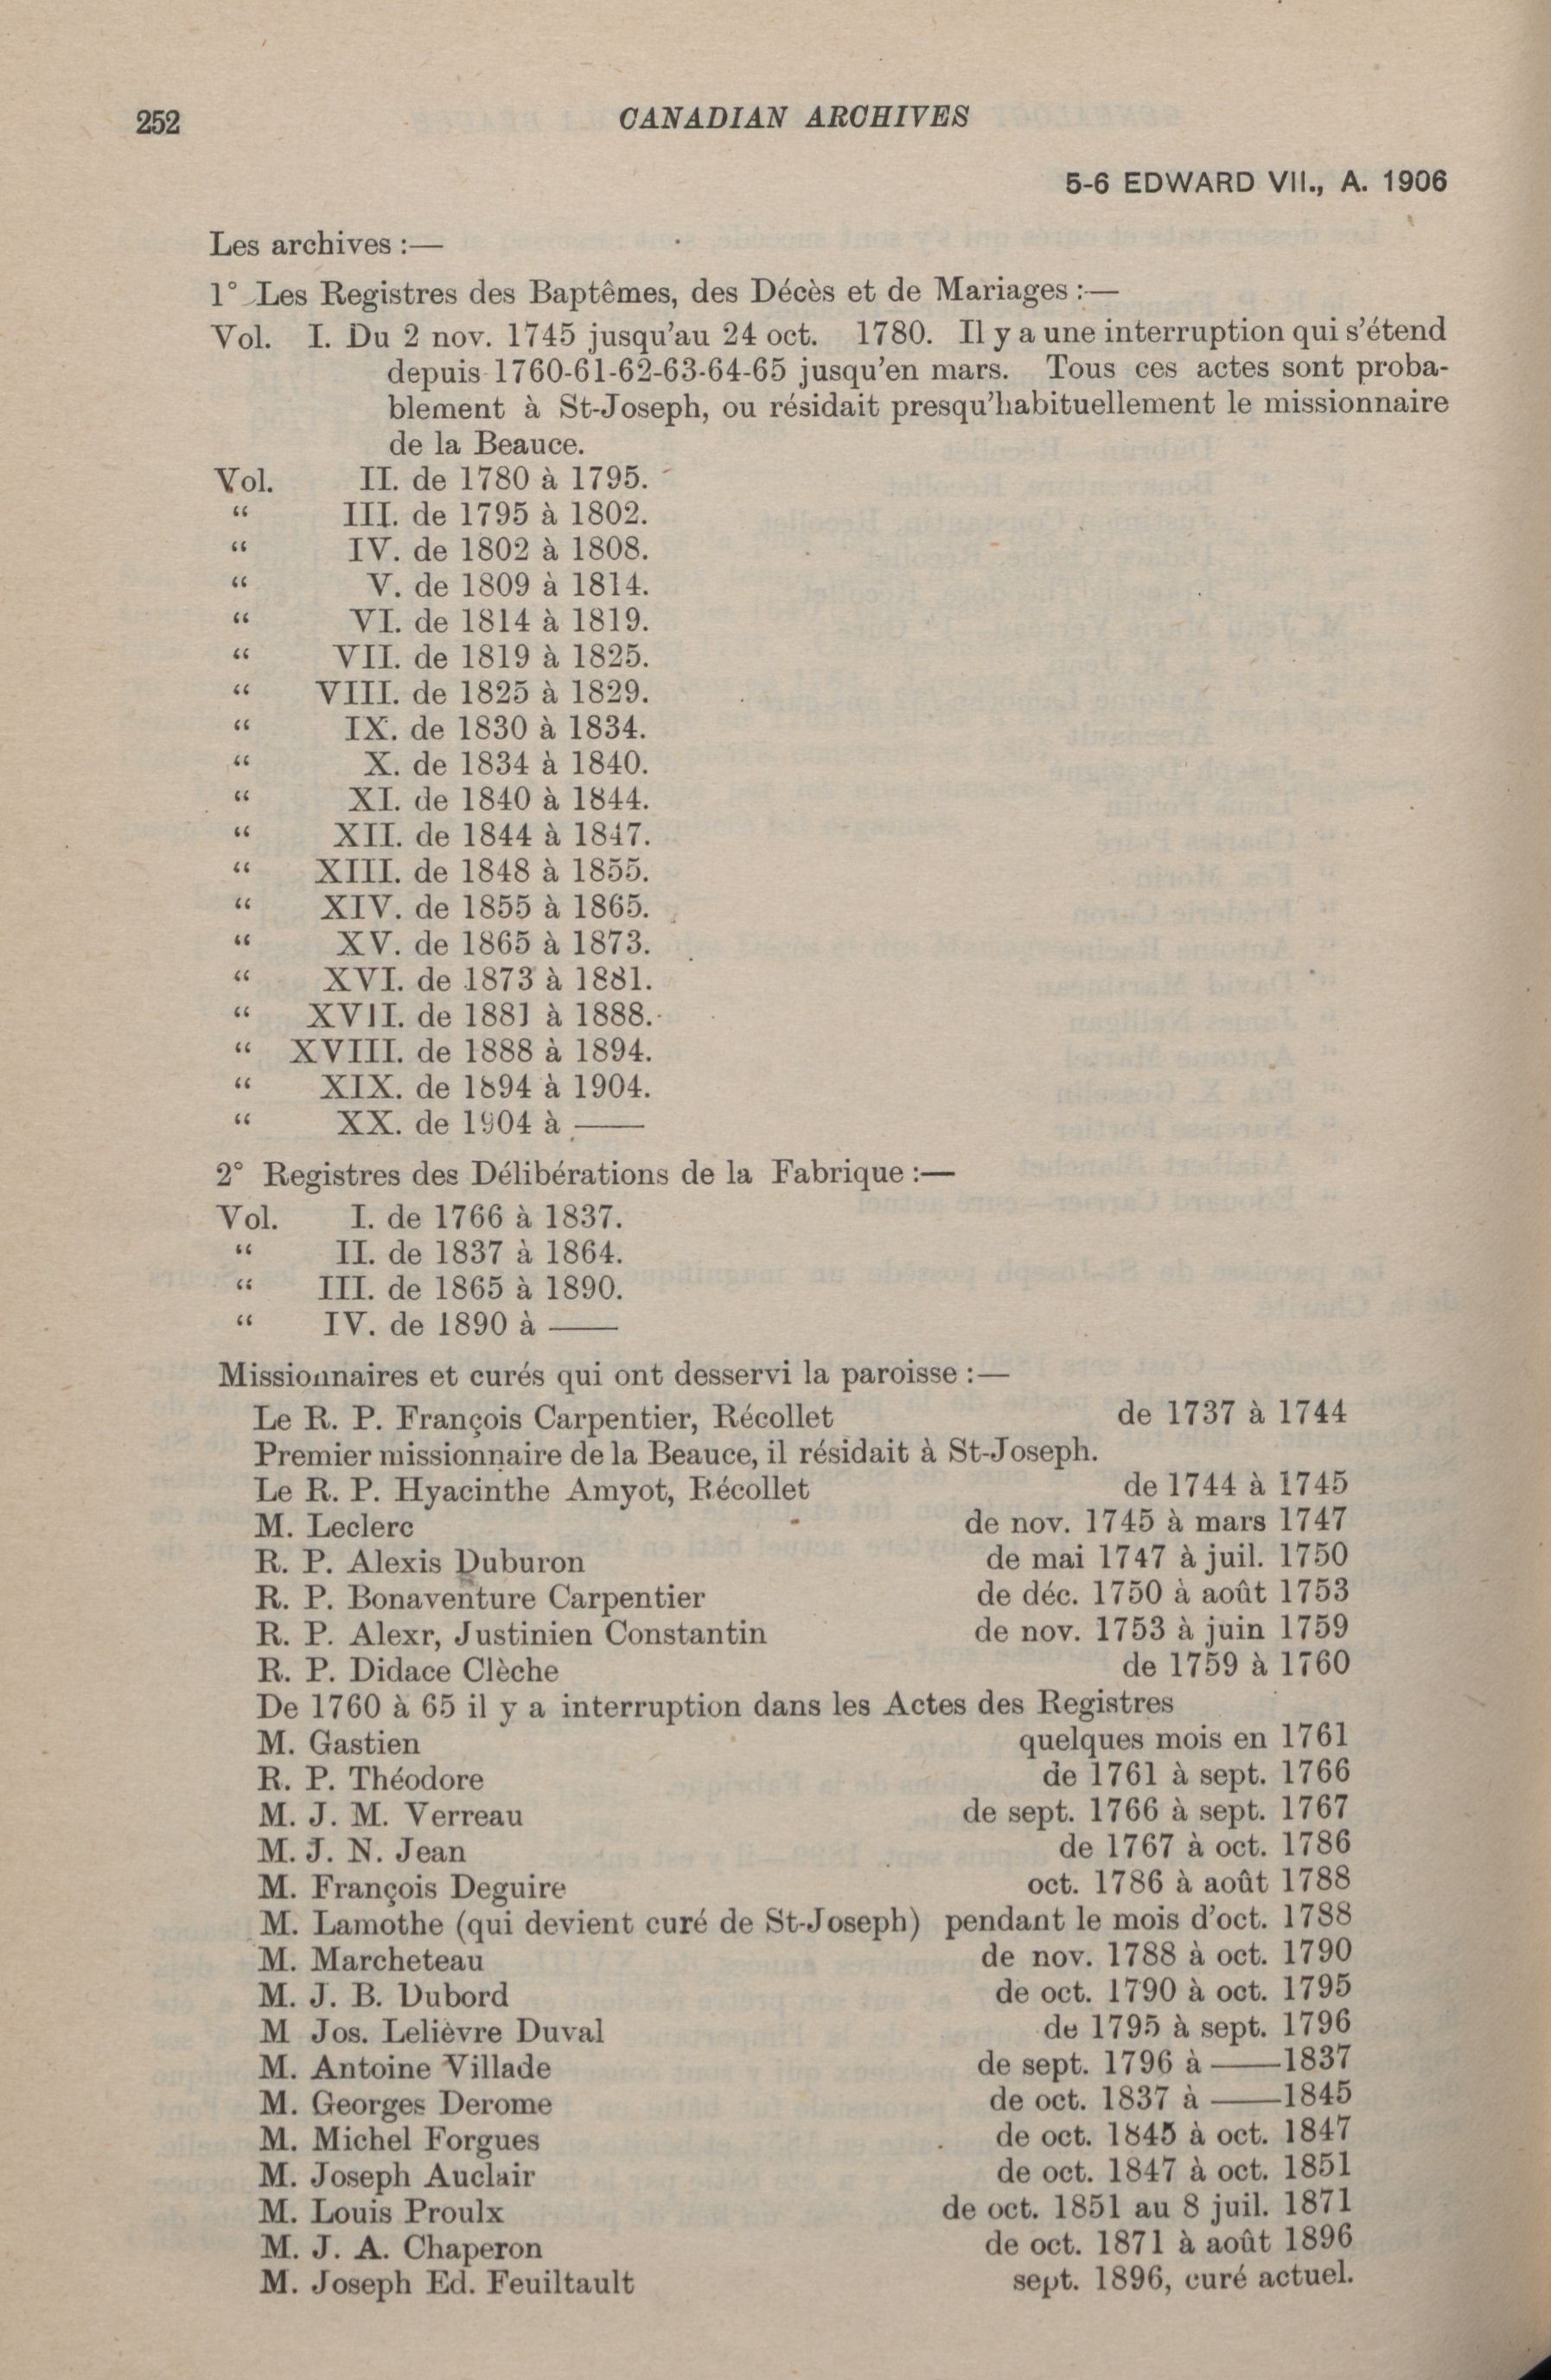 252
CANADIAN ARCHIVES
5-6 EDWARD VII., A. 1906
Les archives :—
1° Les Registres des Baptêmes, des Décès et de Mariages :—
Vol. I. Du 2 nov. 1745 jusqu'au 24 oct. 1780. Il y a une interruption qui s'étend
depuis 1760-61-62-63-64-65 jusqu'en mars. Tous ces actes sont proba-
blement à St-Joseph, ou résidait presqu'habituellement le missionnaire
de la Beauce.
Vol. II. de 1780 à 1795.
“ III. de 1795 à 1802.
“ IV. de 1802 à 1808.
“ V. de 1809 à 1814.
“ VI. de 1814 à 1819.
“ VII. de 1819 à 1825.
“ VIII. de 1825 à 1829.
“ IX. de 1830 à 1834.
“ X. de 1834 à 1840.
“ XI. de 1840 à 1844.
“ XII. de 1844 à 1847.
“ XIII. de 1848 à 1855.
“ XIV. de 1855 à 1865.
“ XV. de 1865 à 1873.
“ XVI. de 1873 à 1881.
“ XVII. de 1881 à 1888.
“ XVIII. de 1888 à 1894.
“ XIX. de 1894 à 1904.
“ XX. de 1904 à ——
2° Registres des Délibérations de la Fabrique :—
Vol. I. de 1766 à 1837.
“ II. de 1837 à 1864.
“ III. de 1865 à 1890.
“ IV. de 1890 à ——
Missionnaires et curés qui ont desservi la paroisse :—
Le R. P. François Carpentier, Récollet de 1737 à 1744
Premier missionnaire de la Beauce, il résidait à St-Joseph.
Le R. P. Hyacinthe Amyot, Récollet de 1744 à 1745
M. Leclerc de nov. 1745 à mars 1747
R. P. Alexis Duburon de mai 1747 à juil. 1750
R. P. Bonaventure Carpentier de déc. 1750 à août 1753
R. P. Alexr, Justinien Constantin de nov. 1753 à juin 1759
R. P. Didace Clèche de 1759 à 1760
De 1760 à 65 il y a interruption dans les Actes des Registres
M. Gastien quelques mois en 1761
R. P. Théodore de 1761 à sept. 1766
M. J. M. Verreau de sept. 1766 à sept. 1767
M. J. N. Jean de 1767 à oct. 1786
M. François Deguire oct. 1786 à août 1788
M. Lamothe (qui devient curé de St-Joseph) pendant le mois d'oct. 1788
M. Marcheteau de nov. 1788 à oct. 1790
M. J. B. Dubord de oct. 1790 à oct. 1795
M Jos. Lelièvre Duval de 1795 à sept. 1796
M. Antoine Villade de sept. 1796 à ——1837
M. Georges Derome de oct. 1837 à ——1845
M. Michel Forgues de oct. 1845 à oct. 1847
M. Joseph Auclair de oct. 1847 à oct. 1851
M. Louis Proulx de oct. 1851 au 8 juil. 1871
M. J. A. Chaperon de oct. 1871 à août 1896
M. Joseph Ed. Feuiltault sept. 1896, curé actuel.